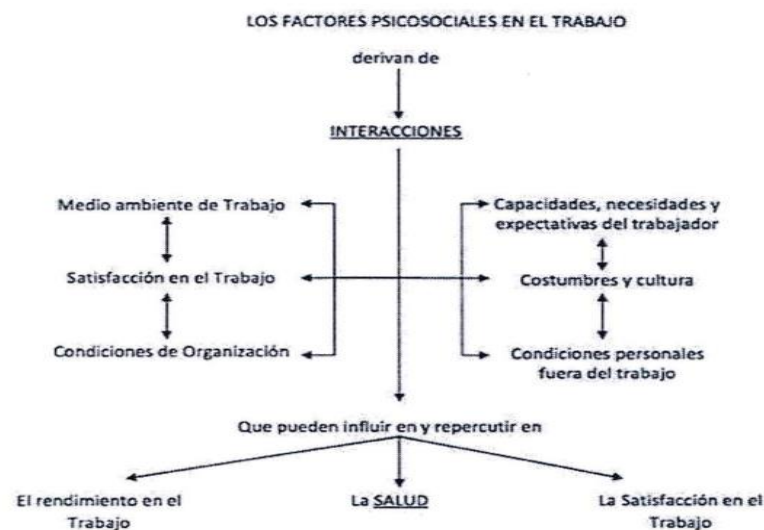 LOS FACTORES PSICOSOCIALES EN EL TRABAJO
derivan de
INTERACCIONES
Medio ambiente de Trabajo
Satisfacción en el Trabajo
Condiciones de Organización
Capacidades, necesidades y
expectativas del trabajador
Costumbres y cultura
Condiciones personales
fuera del trabajo
Que pueden influir en y repercutir en
El rendimiento en el
Trabajo
La SALUD
La Satisfacción en el
Trabajo